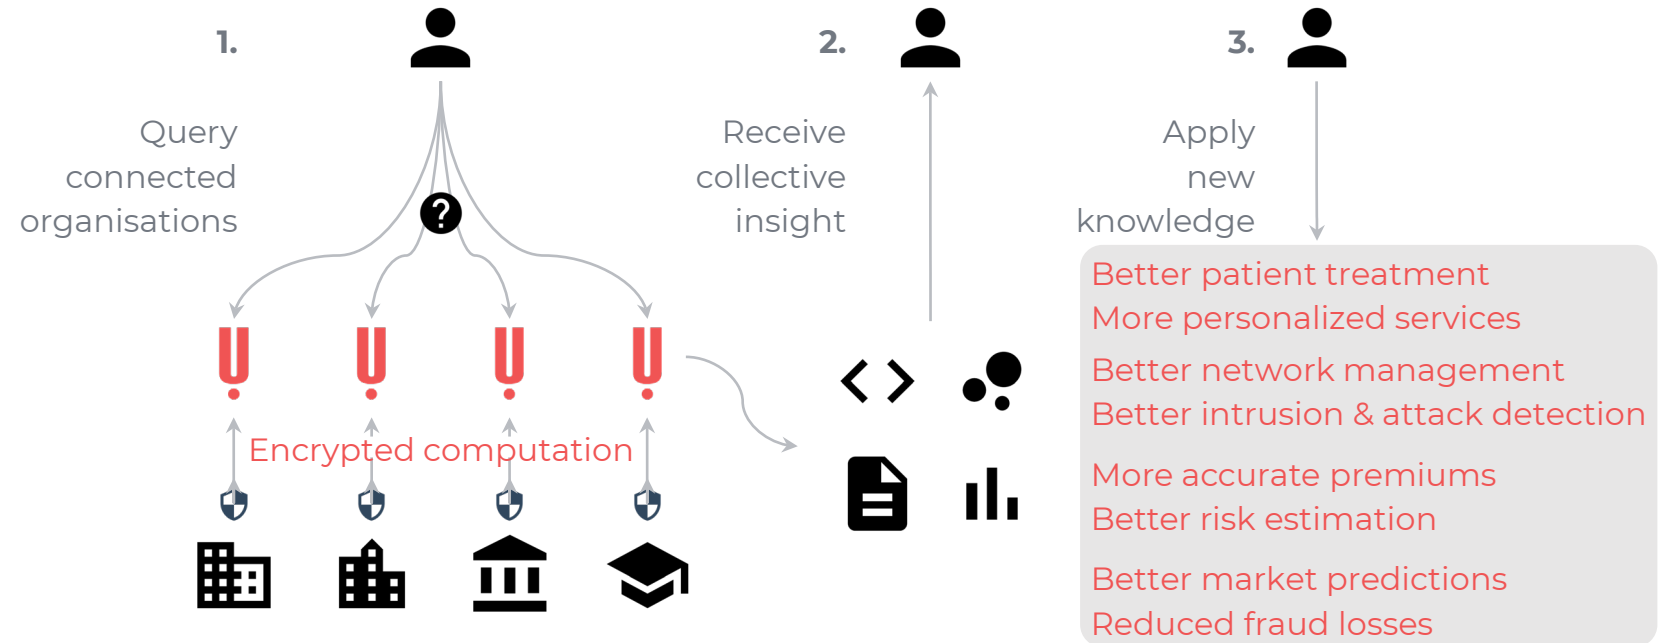 1.
Query
connected
organisations
?
Encrypted computation
2.
Receive
collective
insight
3.
Apply
new
knowledge
Better patient treatment
More personalized services
Better network management
Better intrusion & attack detection
More accurate premiums
Better risk estimation
Better market predictions
Reduced fraud losses